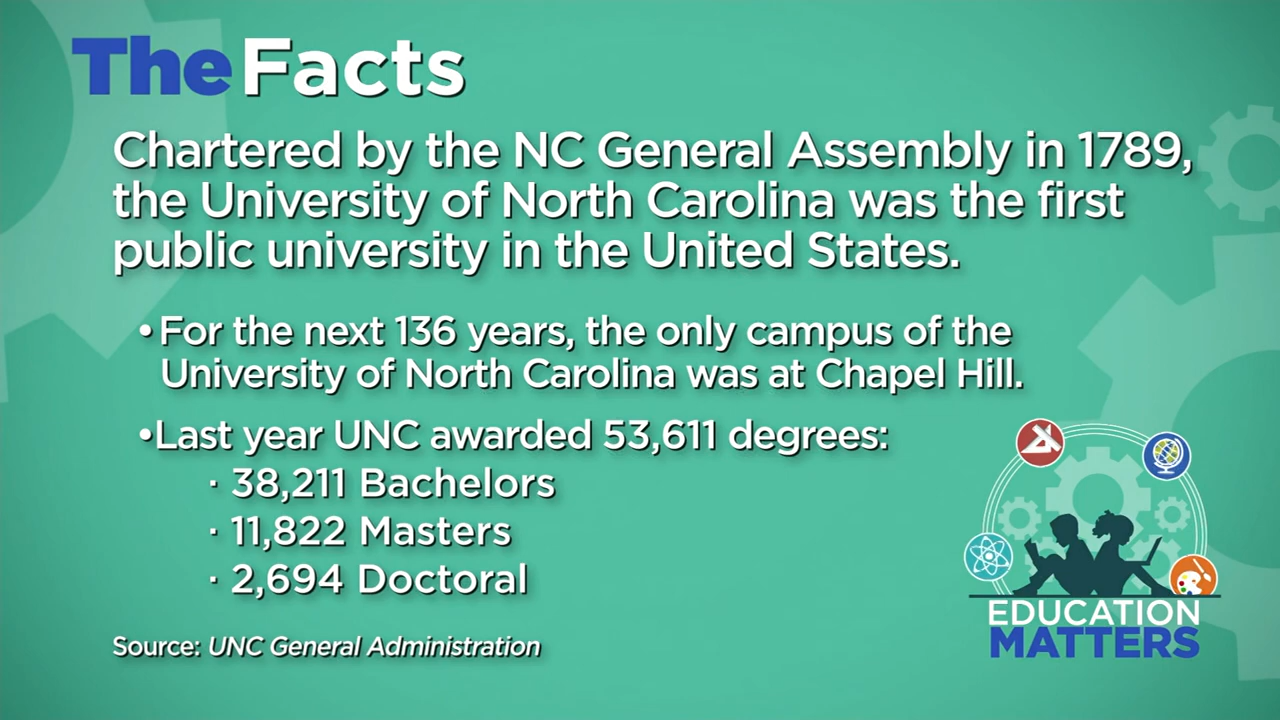 The Facts
Chartered by the NC General Assembly in 1789,
the University of North Carolina was the first
public university in the United States.
• For the next 136 years, the only campus of the
University of North Carolina was at Chapel Hill.
•Last year UNC awarded 53,611 degrees:
· 38,211 Bachelors
· 11,822 Masters
· 2,694 Doctoral
Source: UNC General Administration
EDUCATION
MATTERS